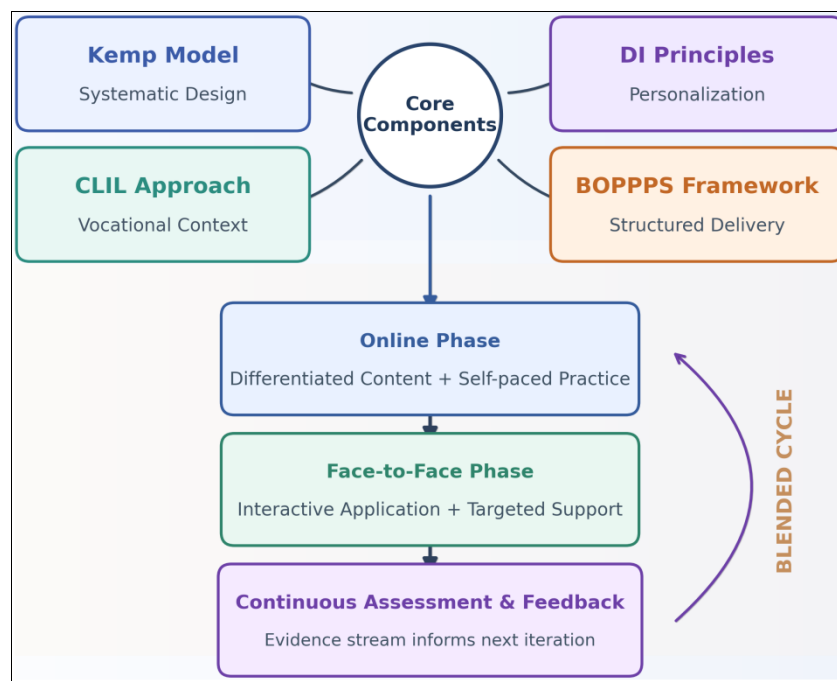 Kemp Model
Systematic Design
Core
Components
DI Principles
Personalization
CLIL Approach
Vocational Context
BOPPPS Framework
Structured Delivery
Online Phase
Differentiated Content + Self-paced Practice
Face-to-Face Phase
Interactive Application + Targeted Support
Continuous Assessment & Feedback
Evidence stream informs next iteration
BLENDED CYCLE